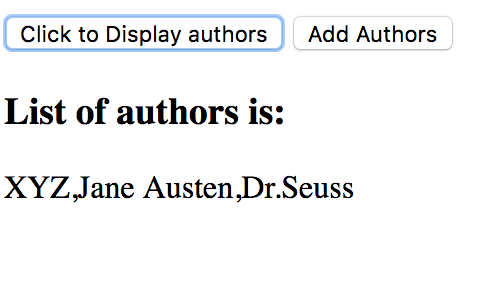 Click to Display authors Add Authors
List of authors is:
XYZ,Jane Austen,Dr.Seuss